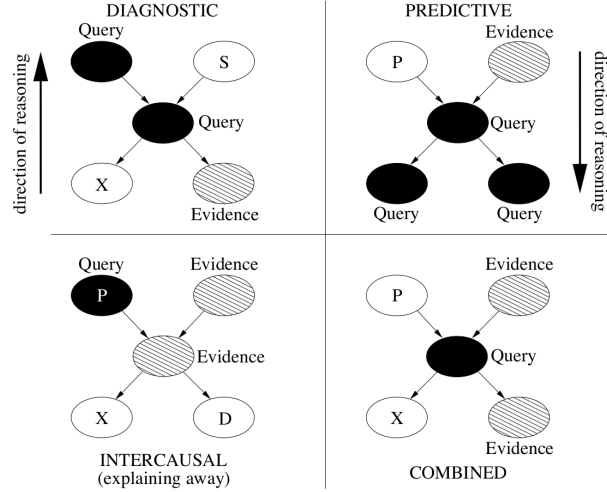 DIAGNOSTIC
Query
S
Query
X
Evidence
direction of reasoning
PREDICTIVE
Evidence
P
Query
Query
Query
direction of reasoning
Query
Evidence
P
Evidence
X
D
INTERCAUSAL
(explaining away)
Evidence
P
Query
X
Evidence
COMBINED